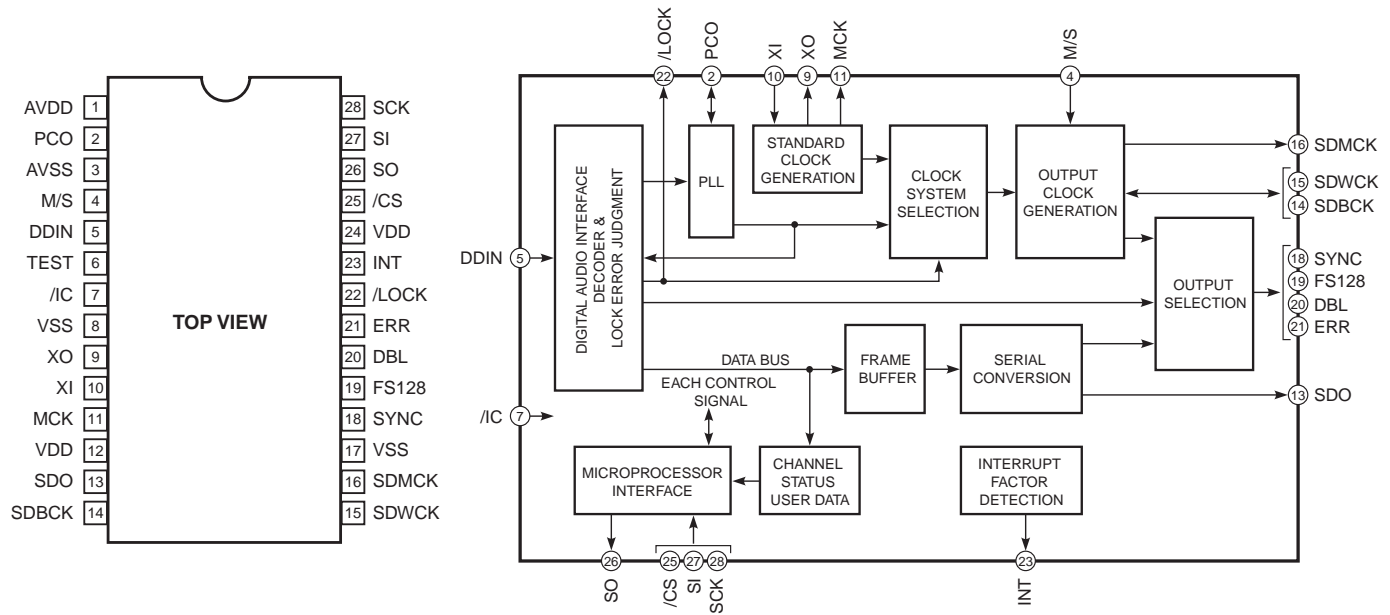 AVDD 1
PCO 2
AVSS 3
M/S 4
DDIN 5
TEST 6
/IC 7
VSS 8
XO 9
XI 10
MCK 11
VDD 12
SDO 13
SDBCK 14
TOP VIEW
28 SCK
27 SI
26 SO
25 /CS
24 VDD
23 INT
22 /LOCK
21 ERR
20 DBL
19 FS128
18 SYNC
17 VSS
16 SDMCK
15 SDWCK
/LOCK
22
PCO
2
XI
10
XO
9
MCK
11
M/S
4
DDIN 5
/IC 7
DIGITAL AUDIO INTERFACE
DECODER &
LOCK ERROR JUDGMENT
PLL
STANDARD
CLOCK
GENERATION
CLOCK
SYSTEM
SELECTION
OUTPUT
CLOCK
GENERATION
OUTPUT
SELECTION
DATA BUS
EACH CONTROL
SIGNAL
FRAME
BUFFER
SERIAL
CONVERSION
MICROPROCESSOR
INTERFACE
CHANNEL
STATUS
USER DATA
INTERRUPT
FACTOR
DETECTION
16 SDMCK
15 SDWCK
14 SDBCK
18 SYNC
19 FS128
20 DBL
21 ERR
13 SDO
26
SO
25
/CS
27
SI
28
SCK
23
INT